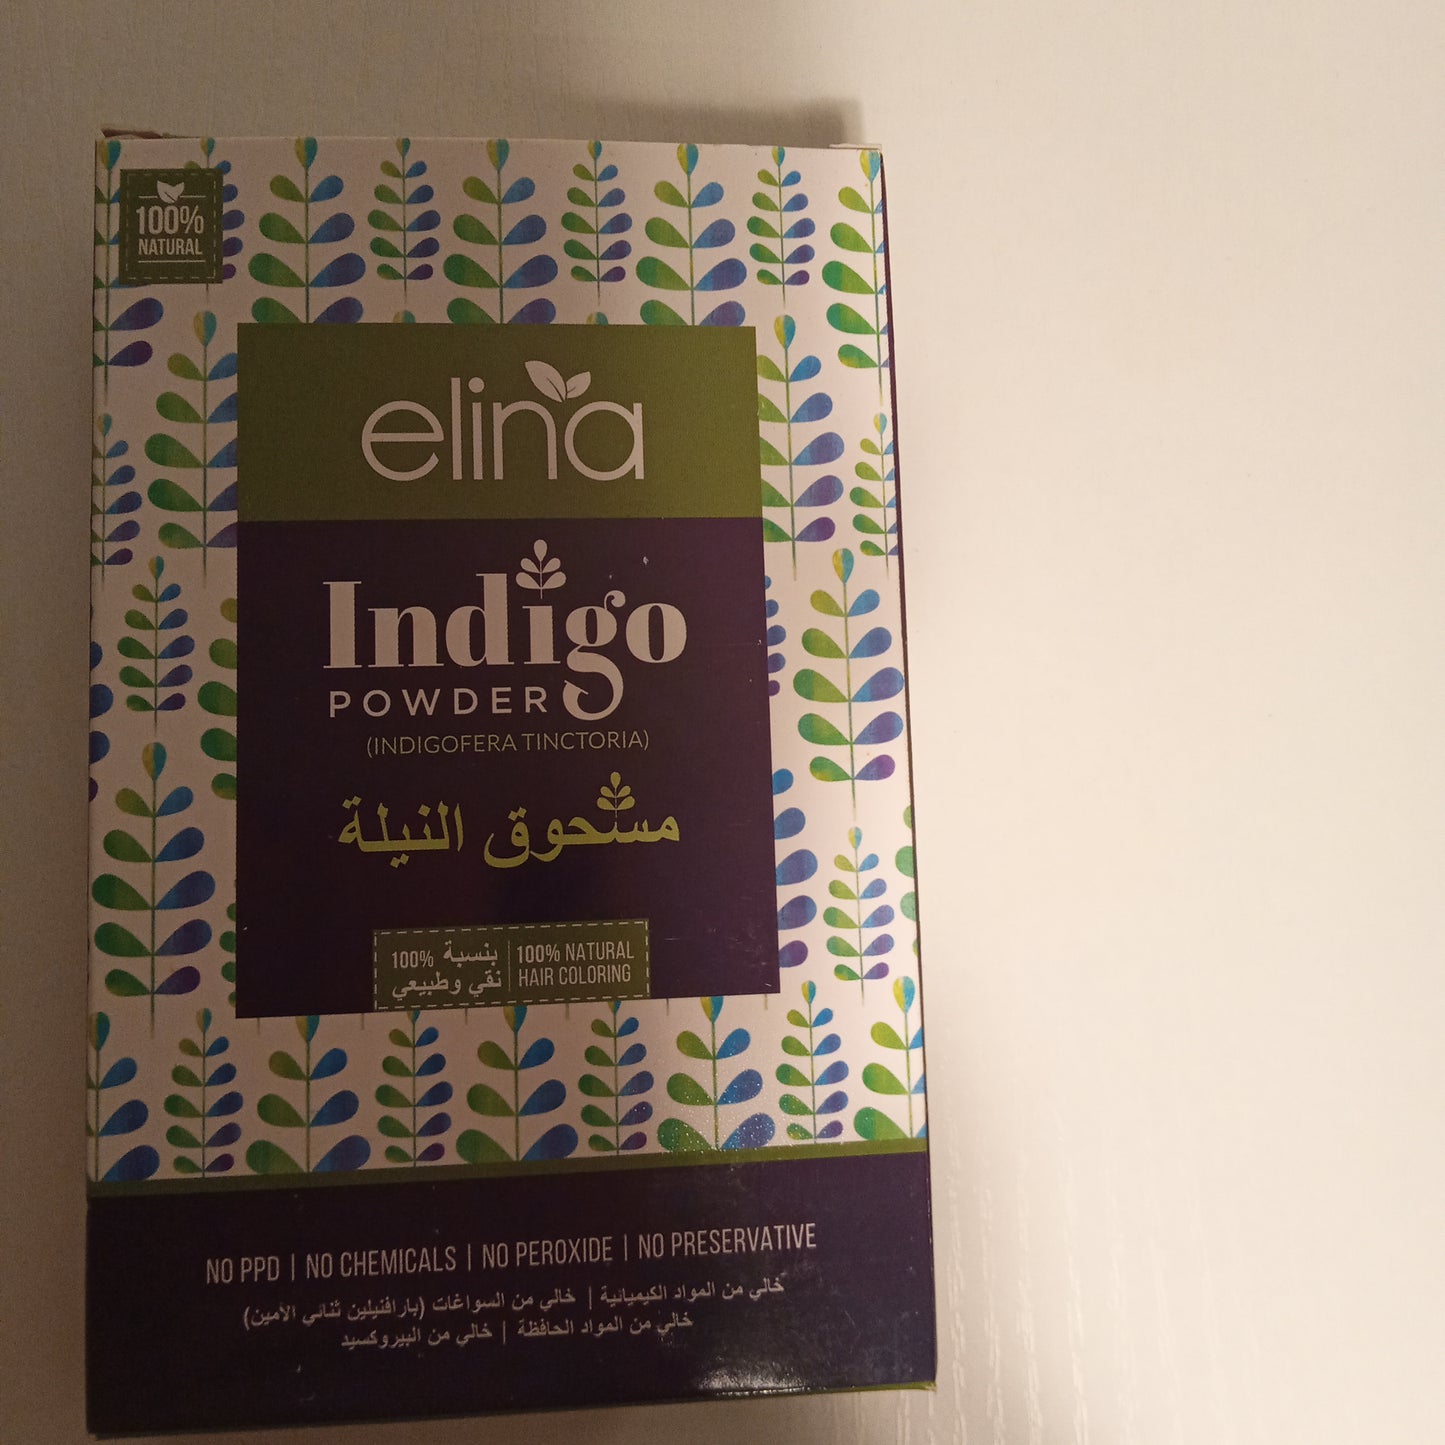 100%
NATURAL
elina
Indigo
POWDER
(INDIGOFERA TINCTORIA)
مسحوق النيلة
100% بنسبة
نقي وطبيعي
100% NATURAL
HAIR COLORING
NO PPD | NO CHEMICALS | NO PEROXIDE | NO PRESERVATIVE
خالي من المواد الكيميائية | خالي من السواغات (بارافنيلين ثنائي الأمين)
خالي من المواد الحافظة | خالي من البيروكسيد